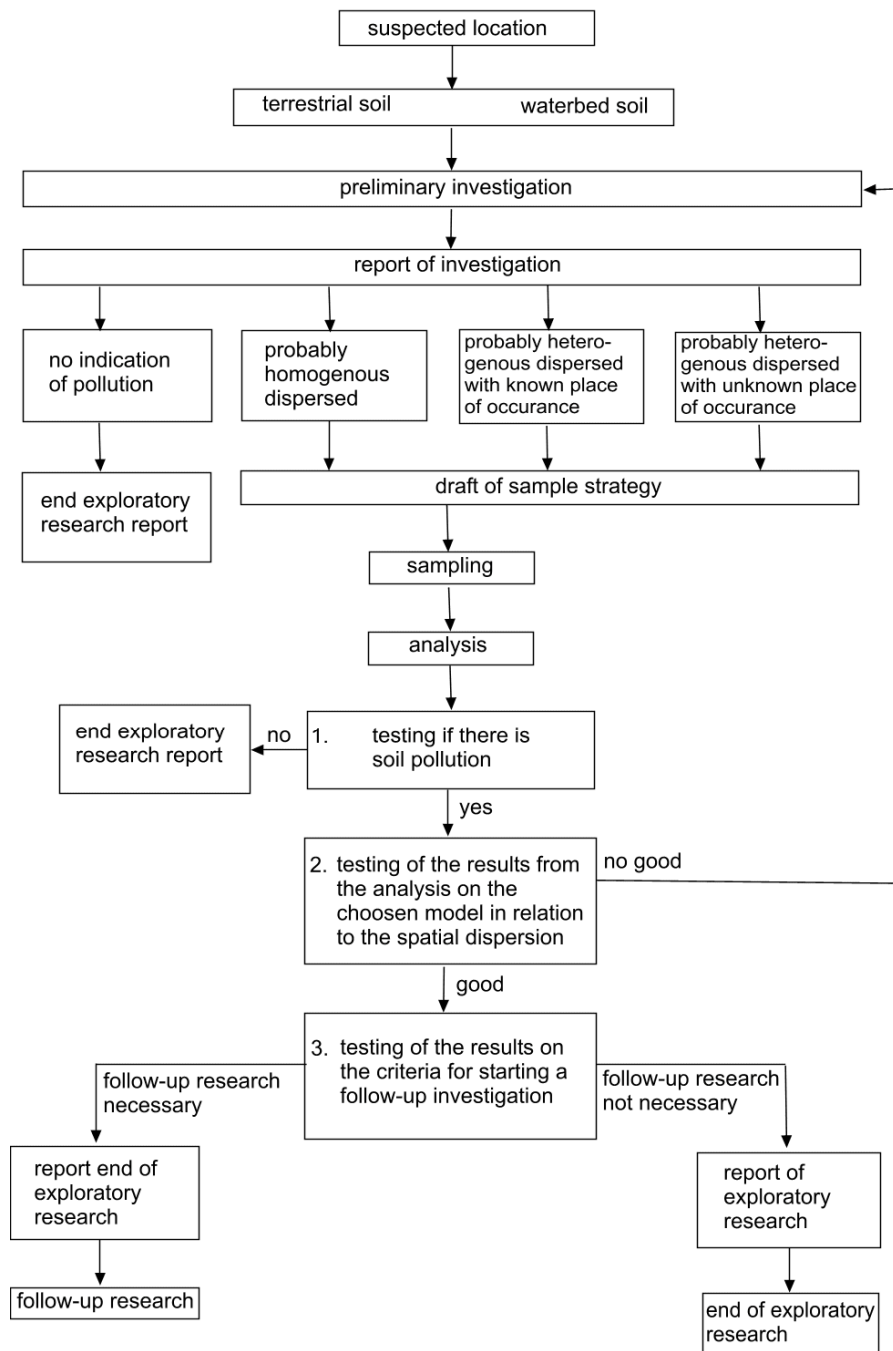 suspected location
terrestrial soil waterbed soil
preliminary investigation
report of investigation
no indication
of pollution
probably
homogenous
dispersed
probably hetero-
genous dispersed
with known place
of occurance
probably hetero-
genous dispersed
with unknown place
of occurance
end exploratory
research report
draft of sample strategy
sampling
analysis
end exploratory
research report
no
1. testing if there is
soil pollution
yes
2. testing of the results from
the analysis on the
choosen model in relation
to the spatial dispersion
no good
good
3. testing of the results on
the criteria for starting a
follow-up investigation
follow-up research
necessary
follow-up research
not necessary
report end of
exploratory
research
report of
exploratory
research
follow-up research
end of exploratory
research